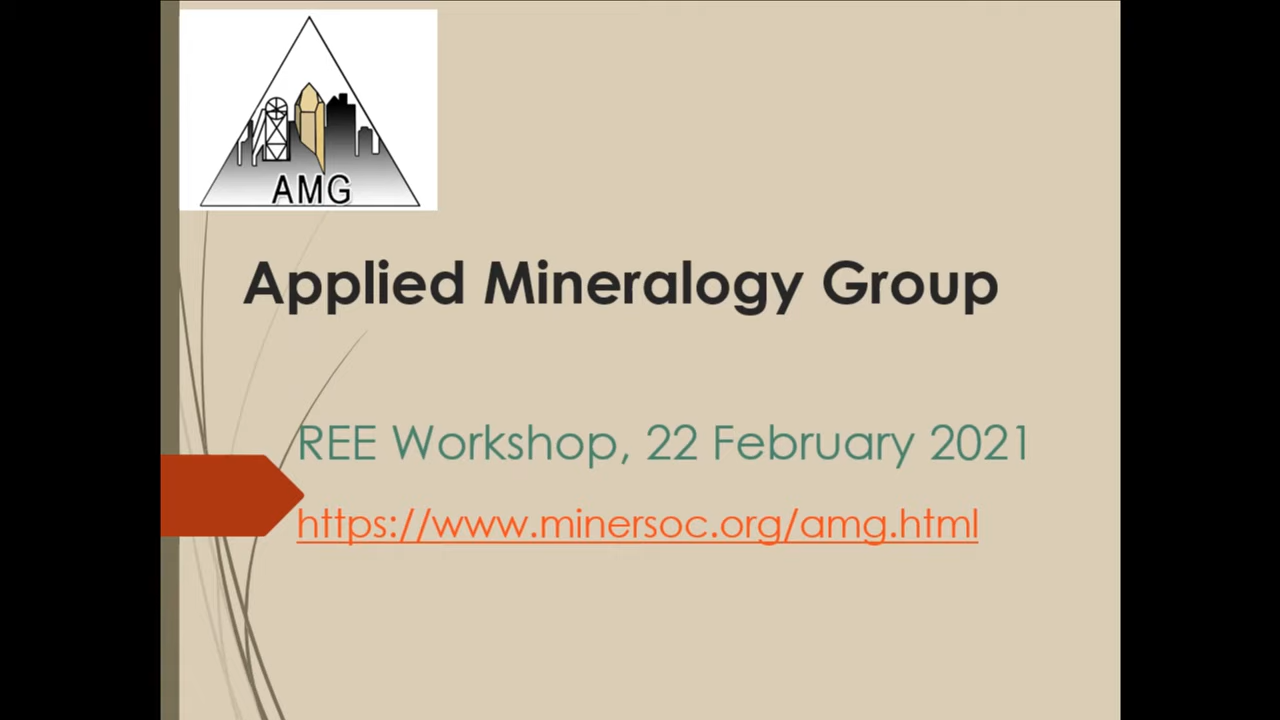 AMG
Applied Mineralogy Group
REE Workshop, 22 February 2021
https://www.minersoc.org/amg.html